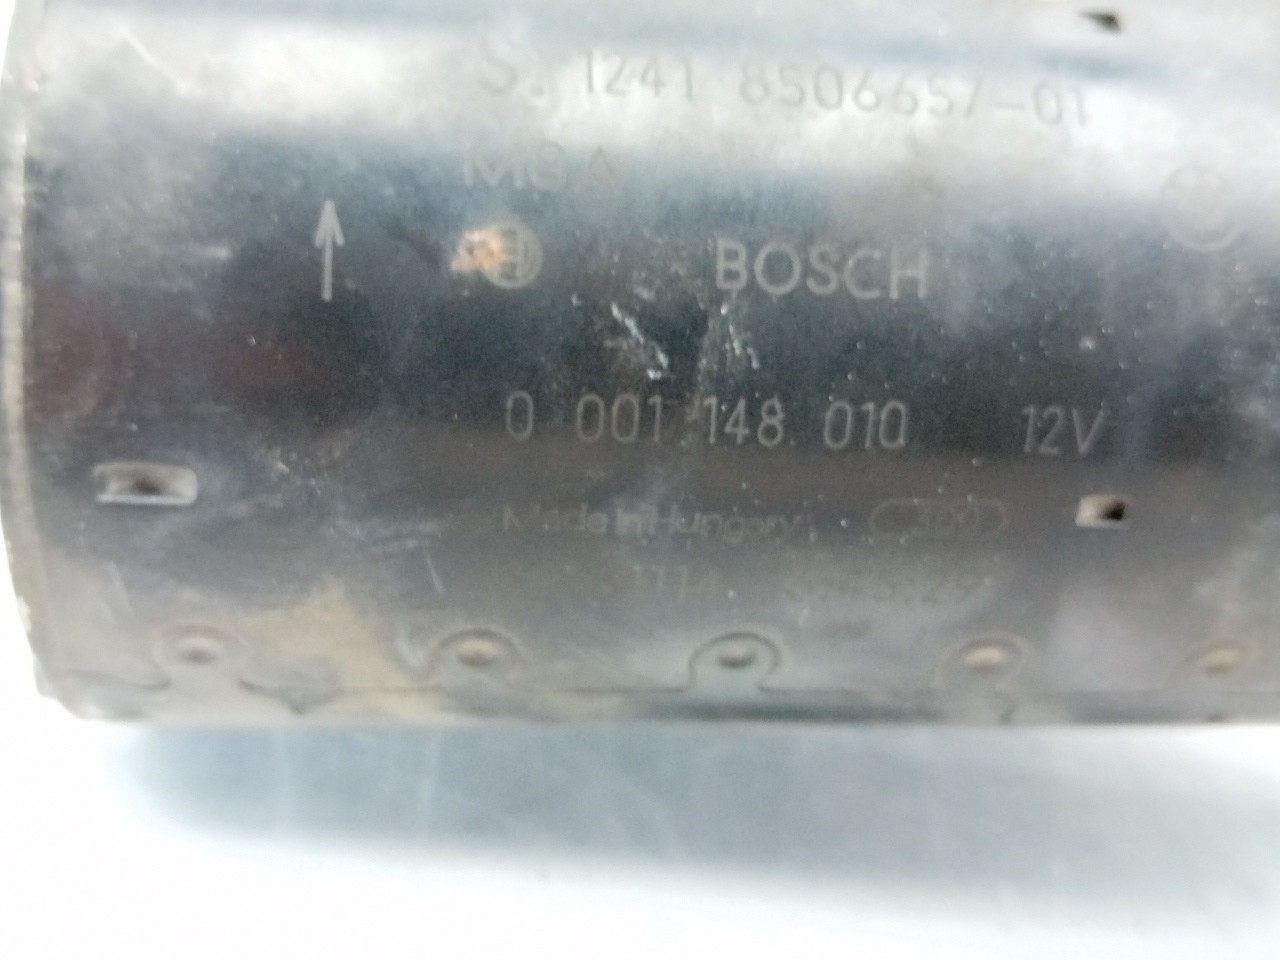 S. 1241 8506657-01
BOSCH
0 001 148 010 12V
Made in Hungary